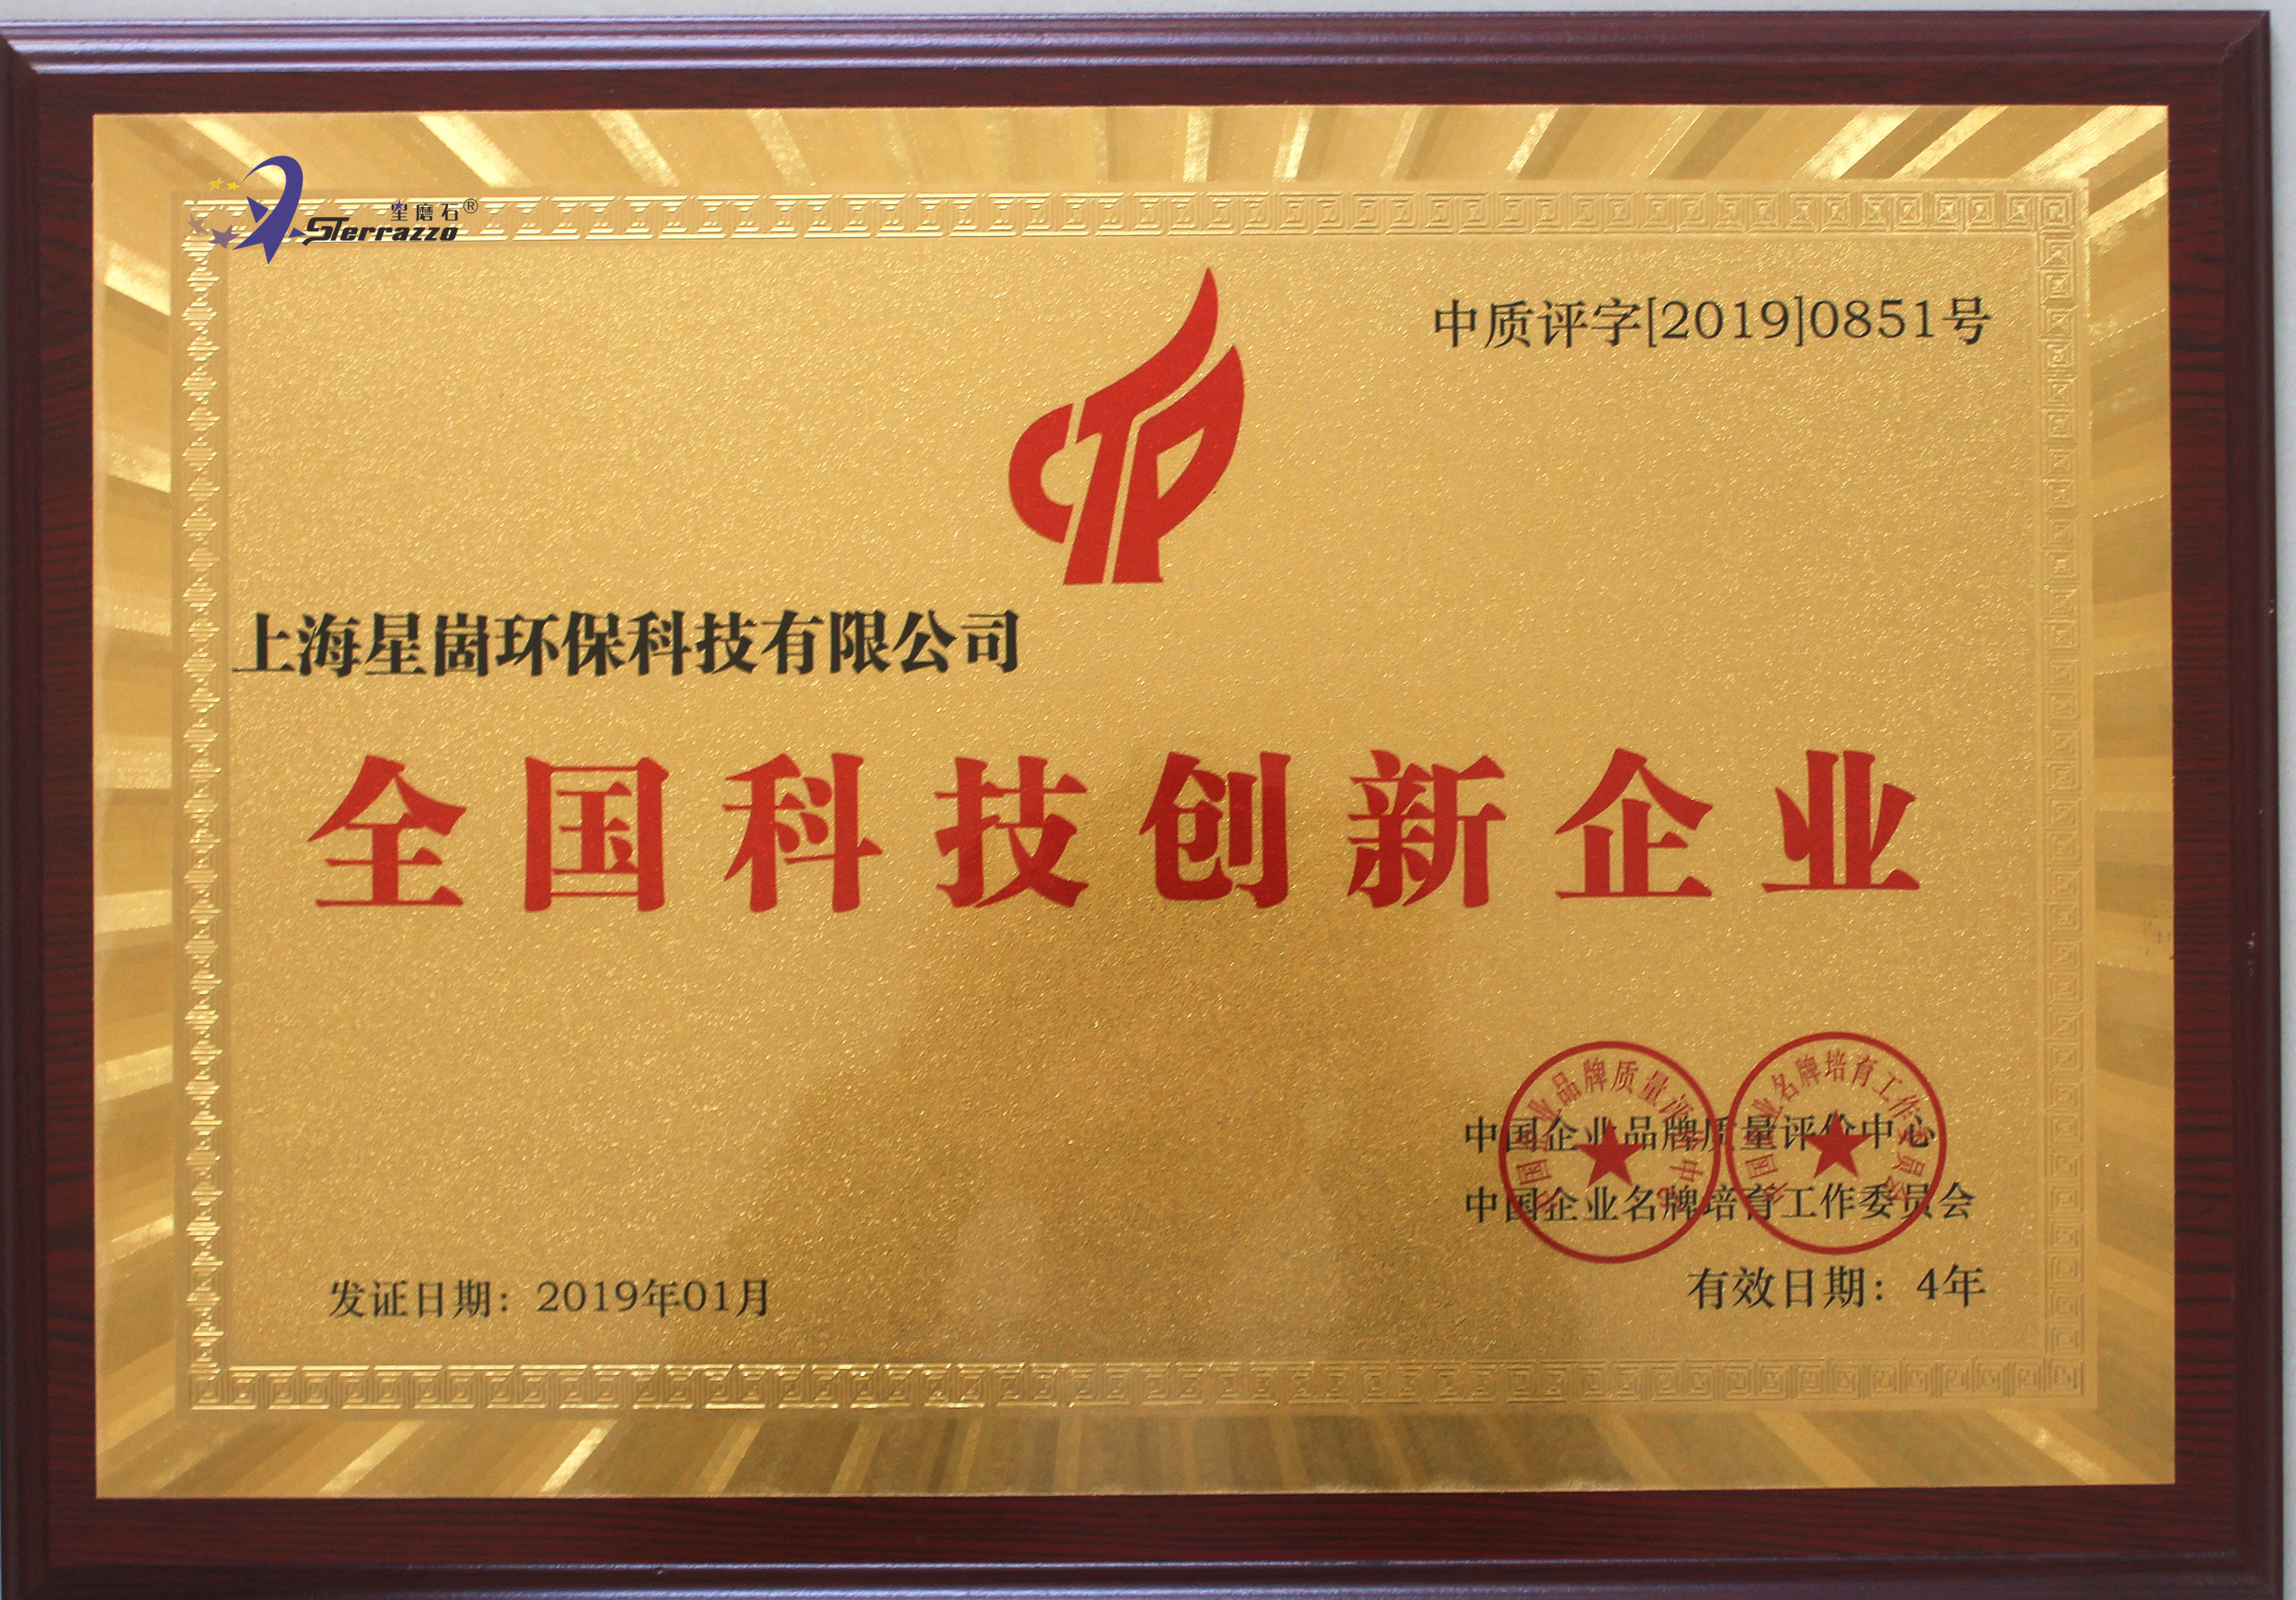 星磨石®
STerrazzo
中质评字[2019]0851号
CTP
上海星崮环保科技有限公司
全国科技创新企业
中国企业品牌质量评价中心
中国企业名牌培育工作委员会
发证日期：2019年01月
有效日期：4年